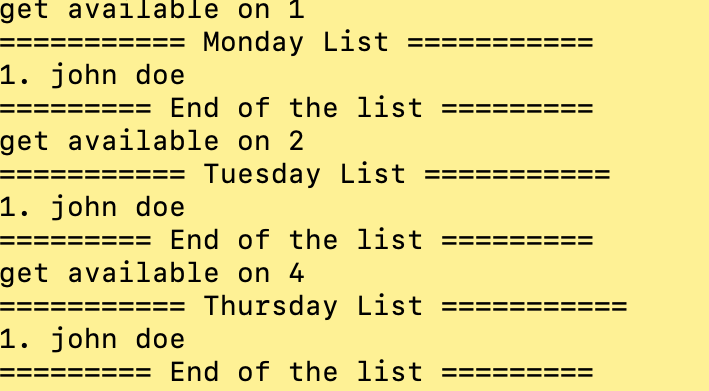 get available on 1
=========== Monday List ===========
1. john doe
========= End of the list =========
get available on 2
=========== Tuesday List ===========
1. john doe
========= End of the list =========
get available on 4
=========== Thursday List ===========
1. john doe
========= End of the list =========